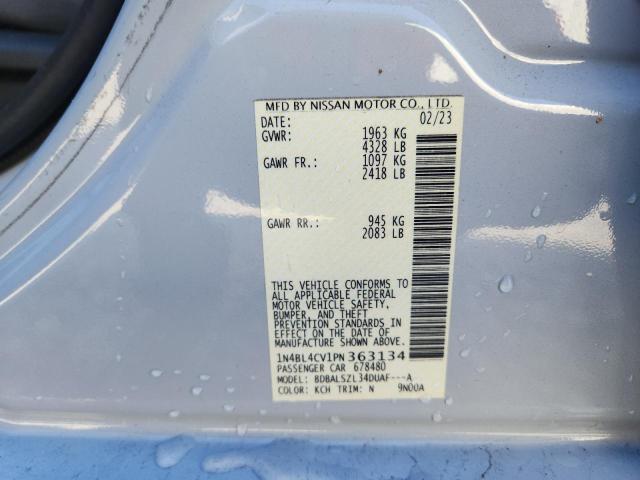 MFD BY NISSAN MOTOR CO., LTD.
DATE: 02/23
GVWR: 1963 KG
4328 LB
GAWR FR.: 1097 KG
2418 LB
GAWR RR.: 945 KG
2083 LB
THIS VEHICLE CONFORMS TO
ALL APPLICABLE FEDERAL
MOTOR VEHICLE SAFETY,
BUMPER, AND THEFT
PREVENTION STANDARDS IN
EFFECT ON THE DATE OF
MANUFACTURE SHOWN ABOVE.
1N4BL4CV1PN363134
PASSENGER CAR 678480
MODEL: BDBALSZL34DUAF---A
COLOR: KCH TRIM: N 9N00A